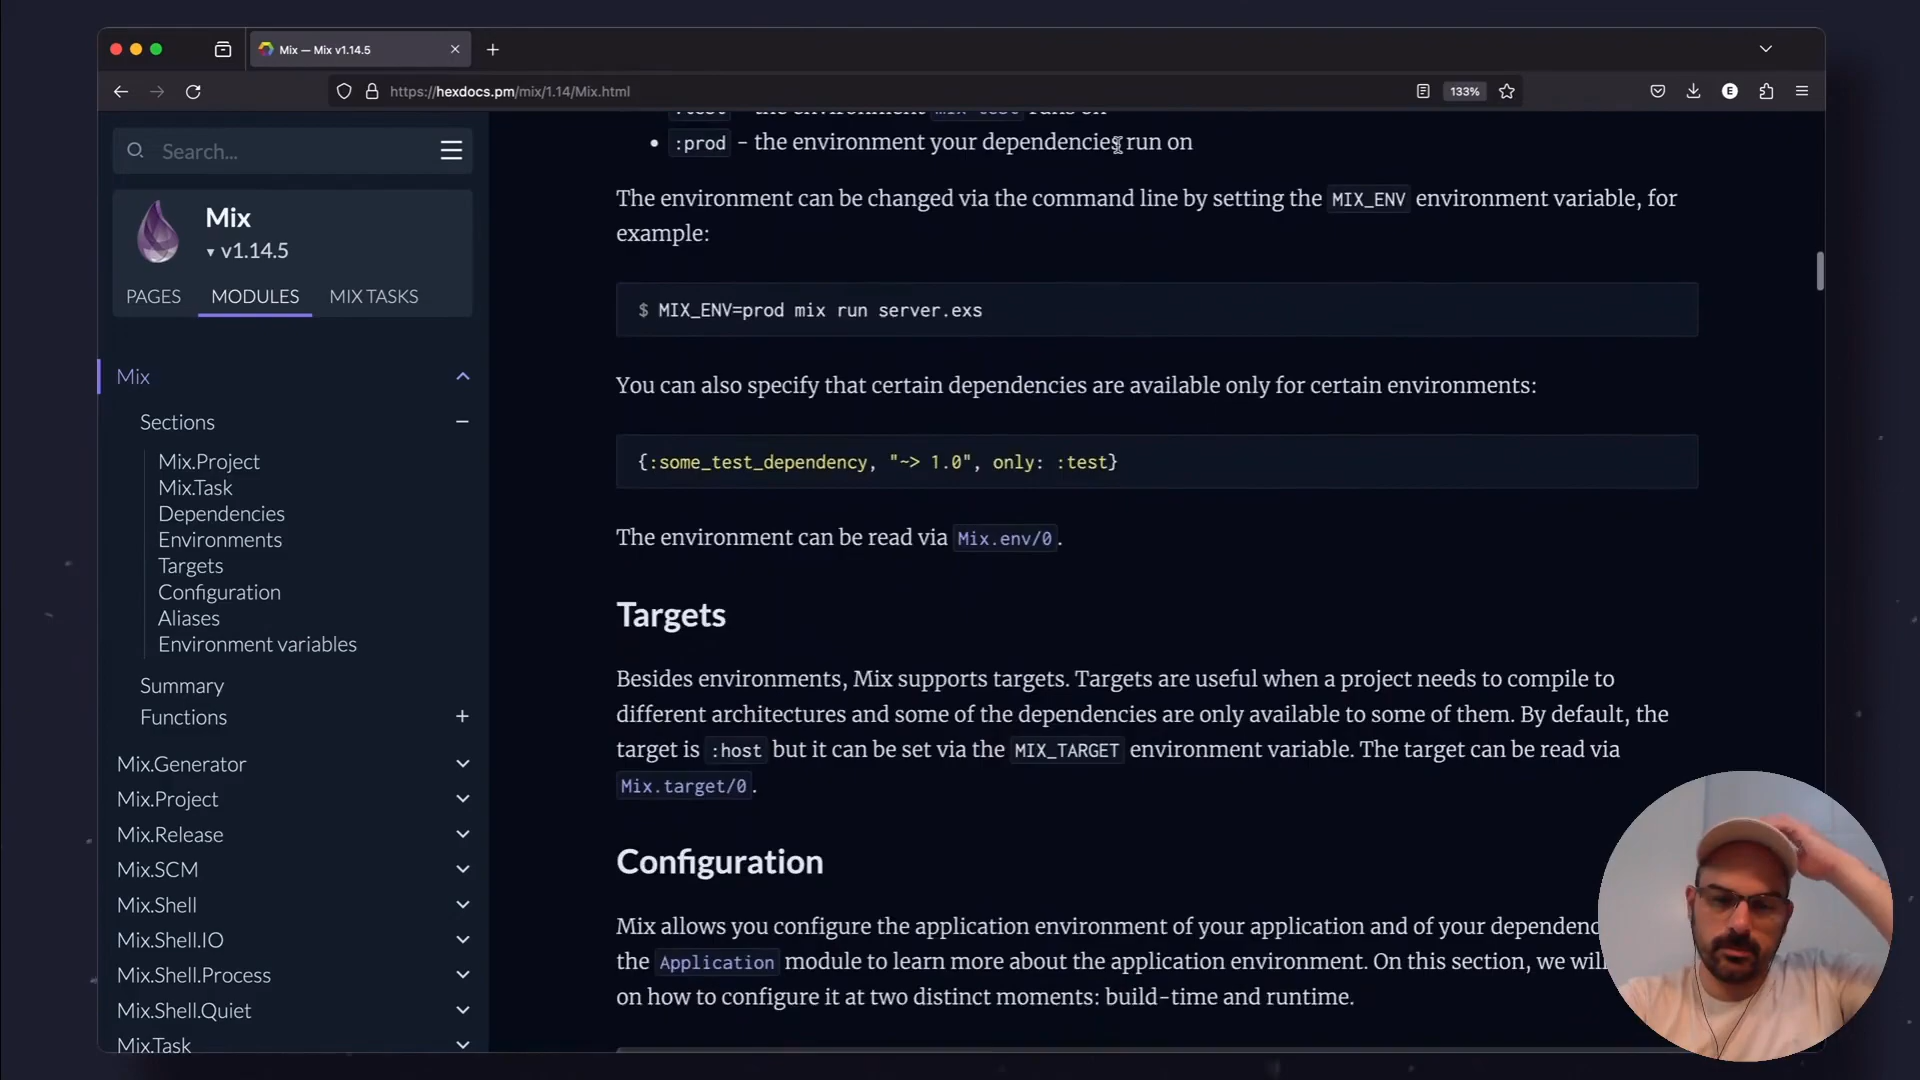 Mix — Mix v1.14.5
https://hexdocs.pm/mix/1.14/Mix.html
133%
E
Search...
Mix
v1.14.5
PAGES
MODULES
MIX TASKS
Mix
Sections
Mix.Project
Mix.Task
Dependencies
Environments
Targets
Configuration
Aliases
Environment variables
Summary
Functions
Mix.Generator
Mix.Project
Mix.Release
Mix.SCM
Mix.Shell
Mix.Shell.IO
Mix.Shell.Process
Mix.Shell.Quiet
Mix.Task
:test - the environment mix test runs on
:prod - the environment your dependencies run on
The environment can be changed via the command line by setting the MIX_ENV environment variable, for
example:
$ MIX_ENV=prod mix run server.exs
You can also specify that certain dependencies are available only for certain environments:
{:some_test_dependency, "~> 1.0", only: :test}
The environment can be read via Mix.env/0.
Targets
Besides environments, Mix supports targets. Targets are useful when a project needs to compile to
different architectures and some of the dependencies are only available to some of them. By default, the
target is :host but it can be set via the MIX_TARGET environment variable. The target can be read via
Mix.target/0.
Configuration
Mix allows you configure the application environment of your application and of your dependenc
the Application module to learn more about the application environment. On this section, we will
on how to configure it at two distinct moments: build-time and runtime.